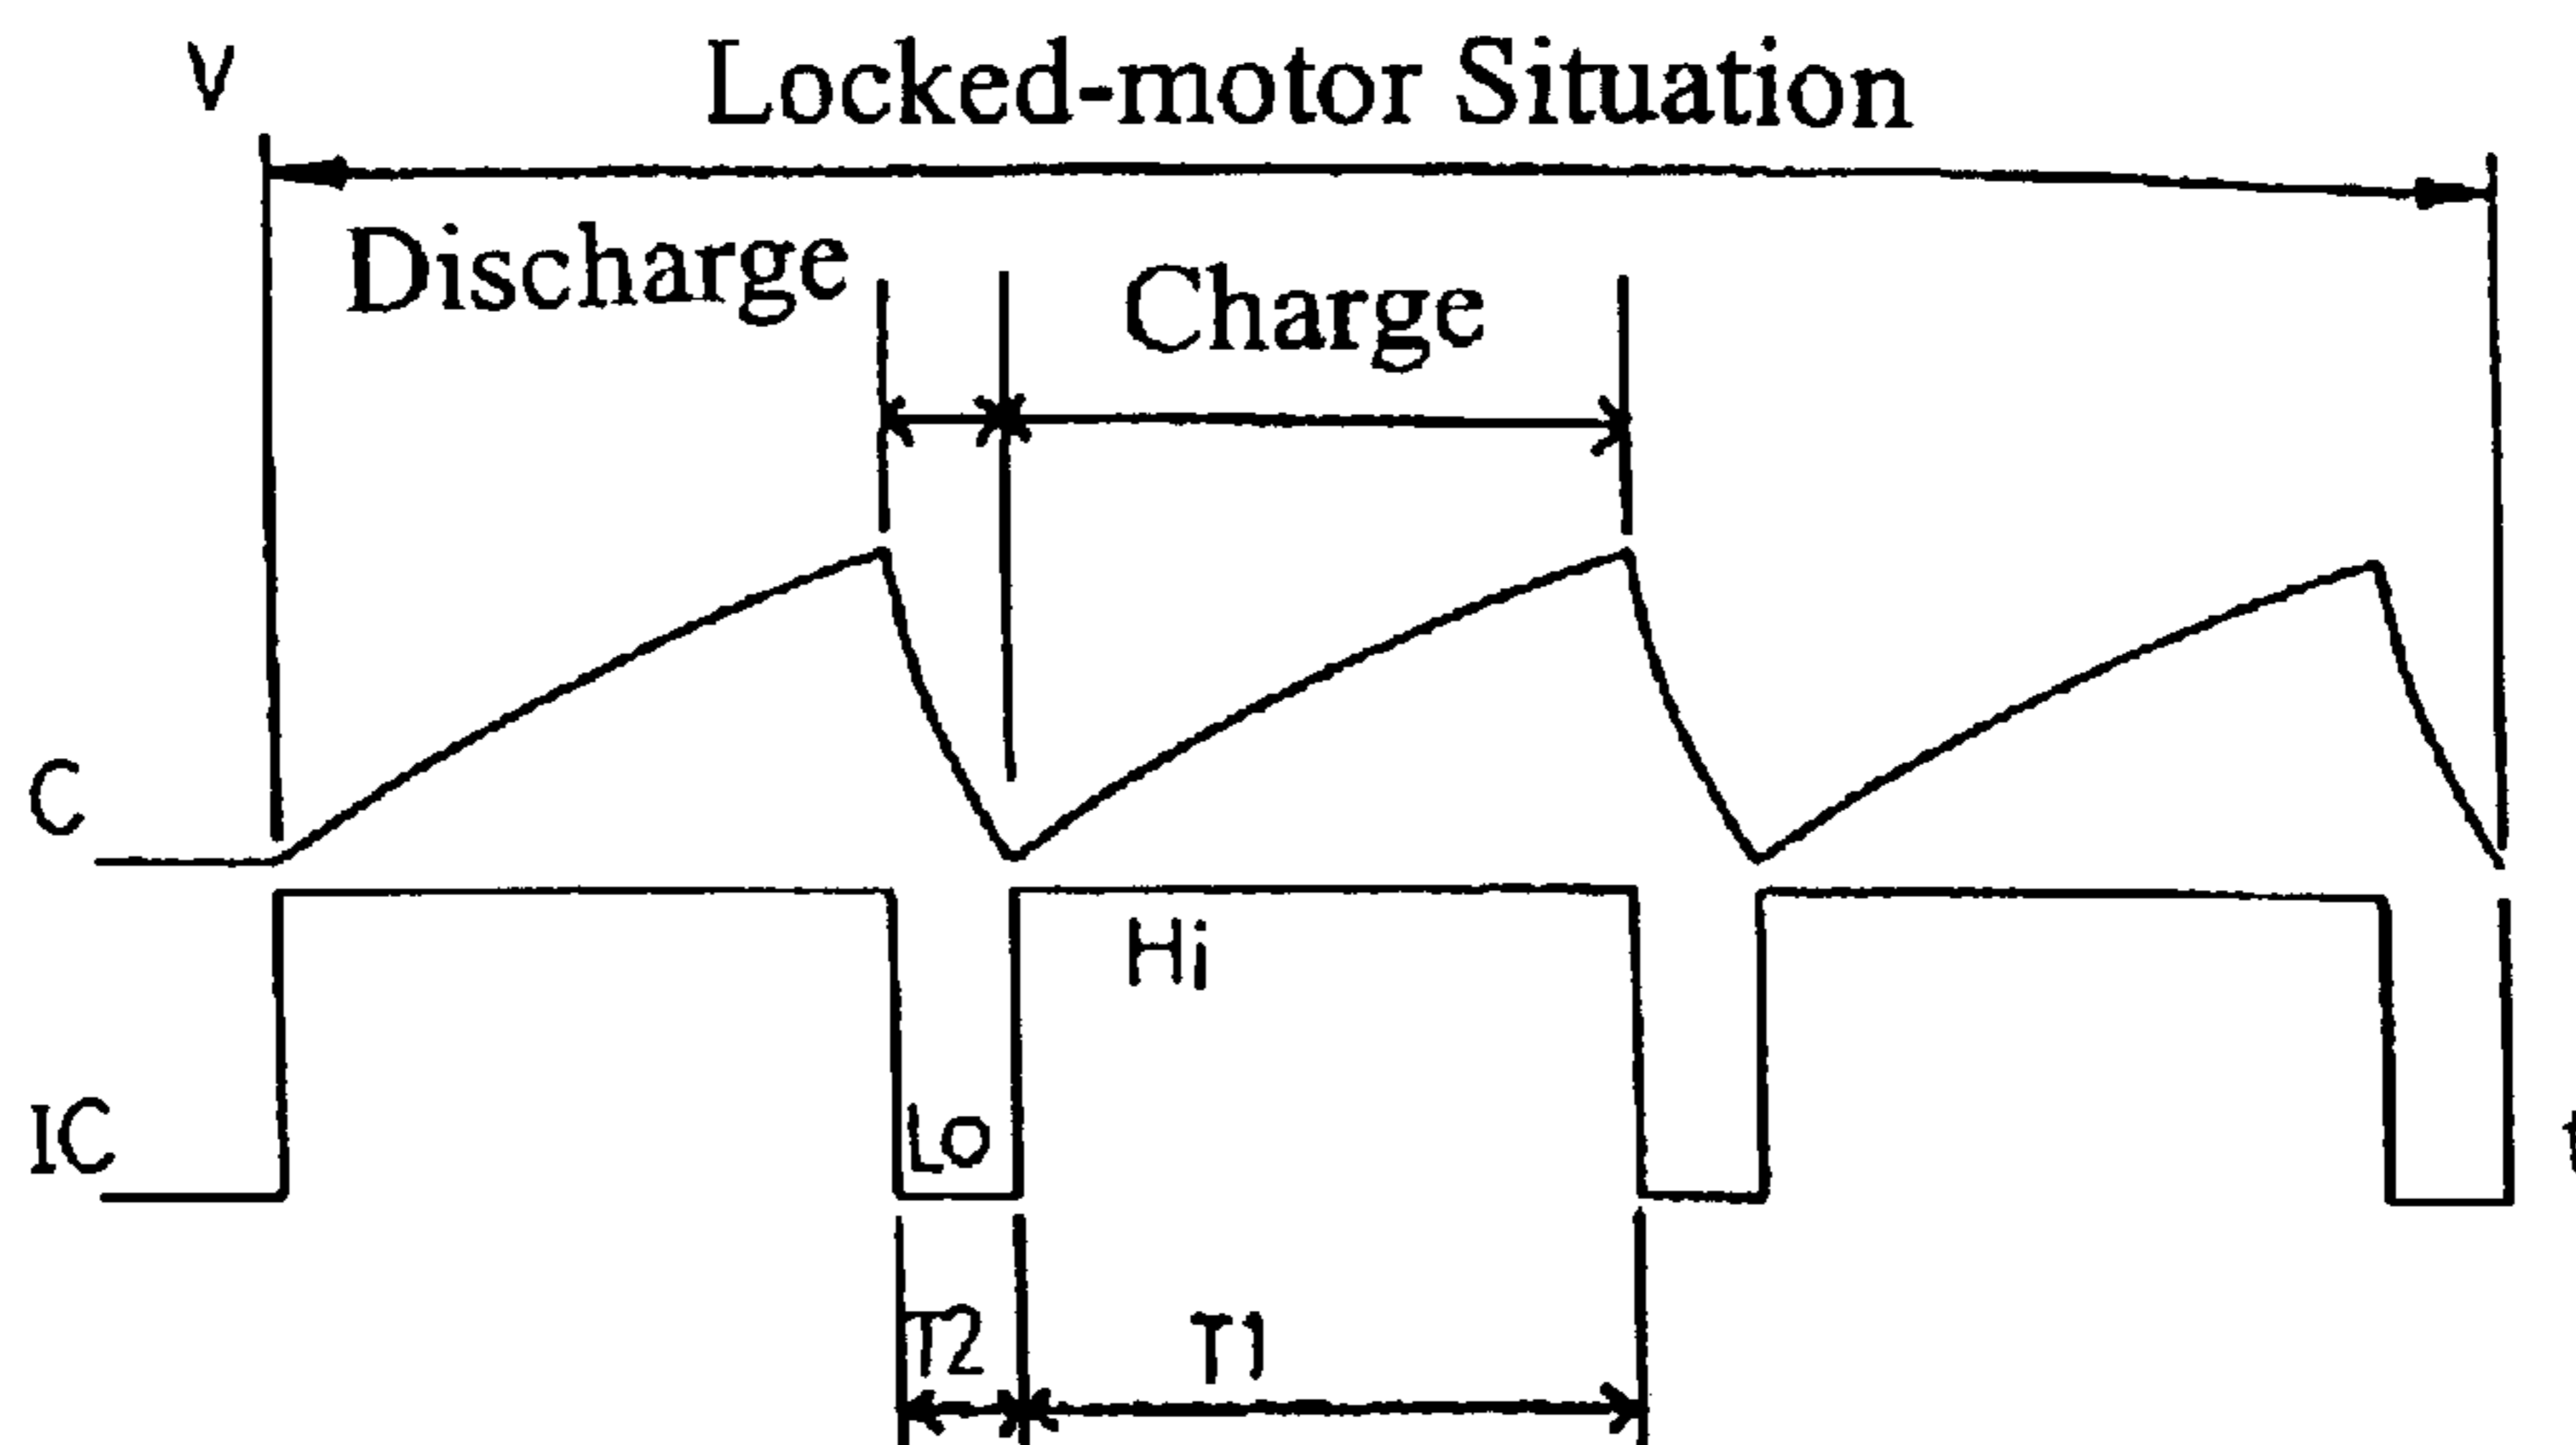 V
Locked-motor Situation
Discharge
Charge
C
Hi
IC
Lo
t
T2
T1